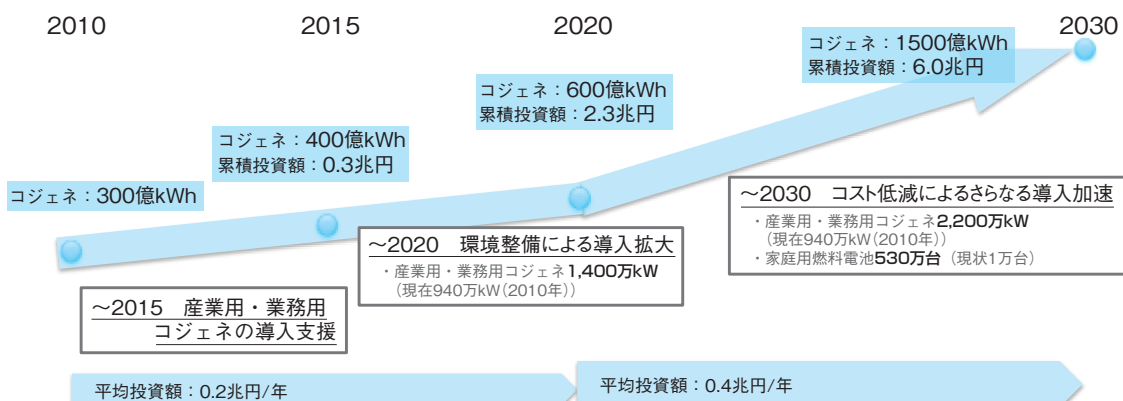 2010
2015
2020
2030
コジェネ：300億kWh
コジェネ：400億kWh
累積投資額：0.3兆円
コジェネ：600億kWh
累積投資額：2.3兆円
コジェネ：1500億kWh
累積投資額：6.0兆円
～2015　産業用・業務用
コジェネの導入支援
～2020　環境整備による導入拡大
・産業用・業務用コジェネ1,400万kW
（現在940万kW（2010年））
～2030　コスト低減によるさらなる導入加速
・産業用・業務用コジェネ2,200万kW
（現在940万kW（2010年））
・家庭用燃料電池530万台（現状1万台）
平均投資額：0.2兆円/年
平均投資額：0.4兆円/年